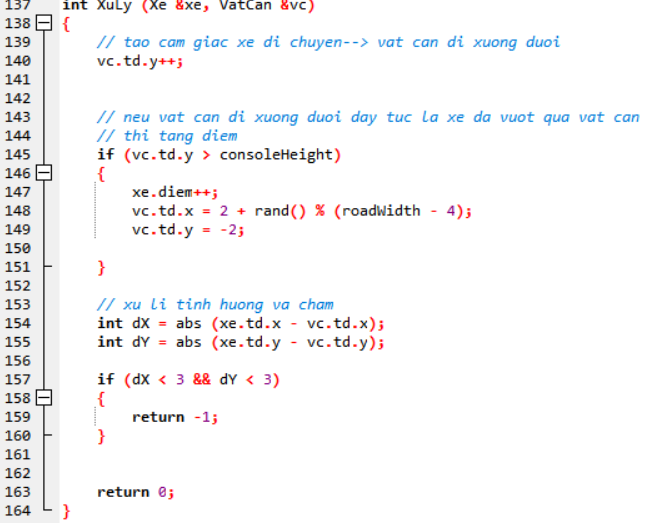 137 int XuLy (Xe &xe, VatCan &vc)
138 {
139 // tao cam giac xe di chuyen--> vat can di xuong duoi
140 vc.td.y++;
141
142
143 // neu vat can di xuong duoi day tuc la xe da vuot qua vat can
144 // thi tang diem
145 if (vc.td.y > consoleHeight)
146 {
147 xe.diem++;
148 vc.td.x = 2 + rand() % (roadWidth - 4);
149 vc.td.y = -2;
150
151 }
152
153 // xu li tinh huong va cham
154 int dX = abs (xe.td.x - vc.td.x);
155 int dY = abs (xe.td.y - vc.td.y);
156
157 if (dX < 3 && dY < 3)
158 {
159 return -1;
160 }
161
162
163 return 0;
164 }